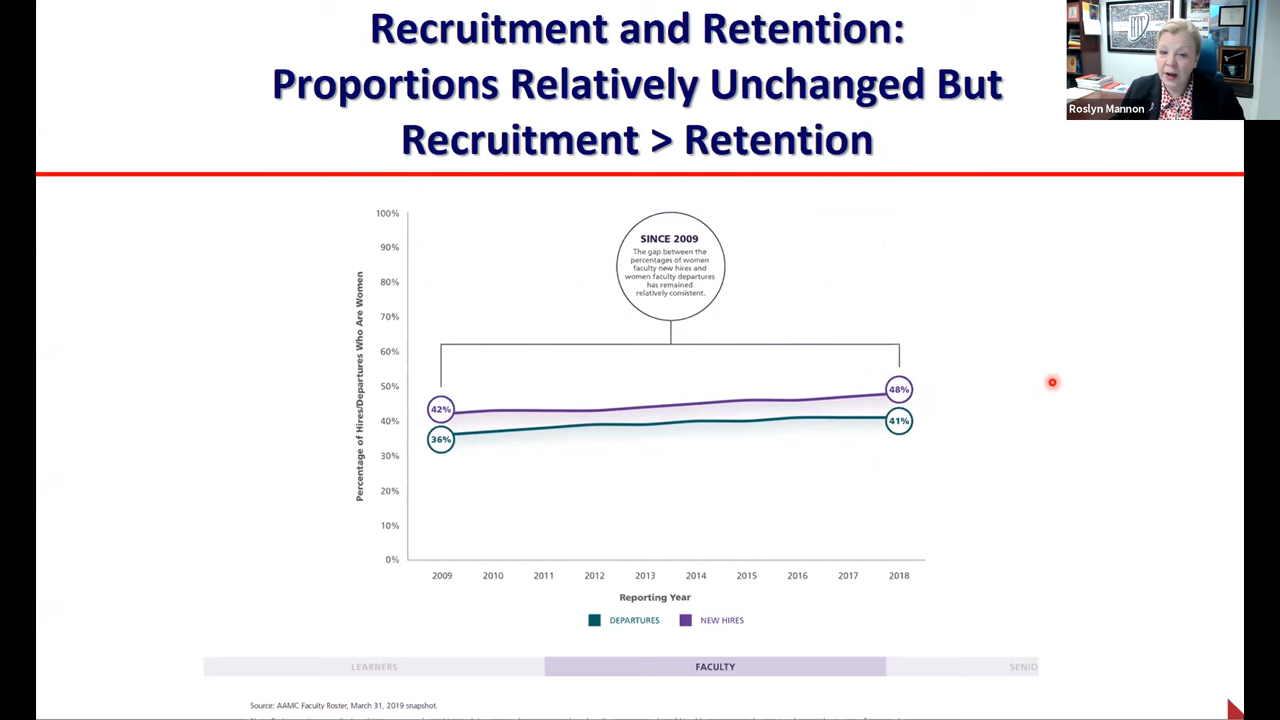 Recruitment and Retention:
Proportions Relatively Unchanged But
Recruitment > Retention
Roslyn Mannon
100%
90%
80%
70%
60%
50%
40%
30%
20%
10%
0%
Percentage of Hires/Departures Who Are Women
SINCE 2009
The gap between the
percentages of women
faculty new hires and
women faculty departures
has remained
relatively consistent.
42%
36%
48%
41%
2009 2010 2011 2012 2013 2014 2015 2016 2017 2018
Reporting Year
DEPARTURES NEW HIRES
LEARNERS FACULTY SENIO
Source: AAMC Faculty Roster, March 31, 2019 snapshot.